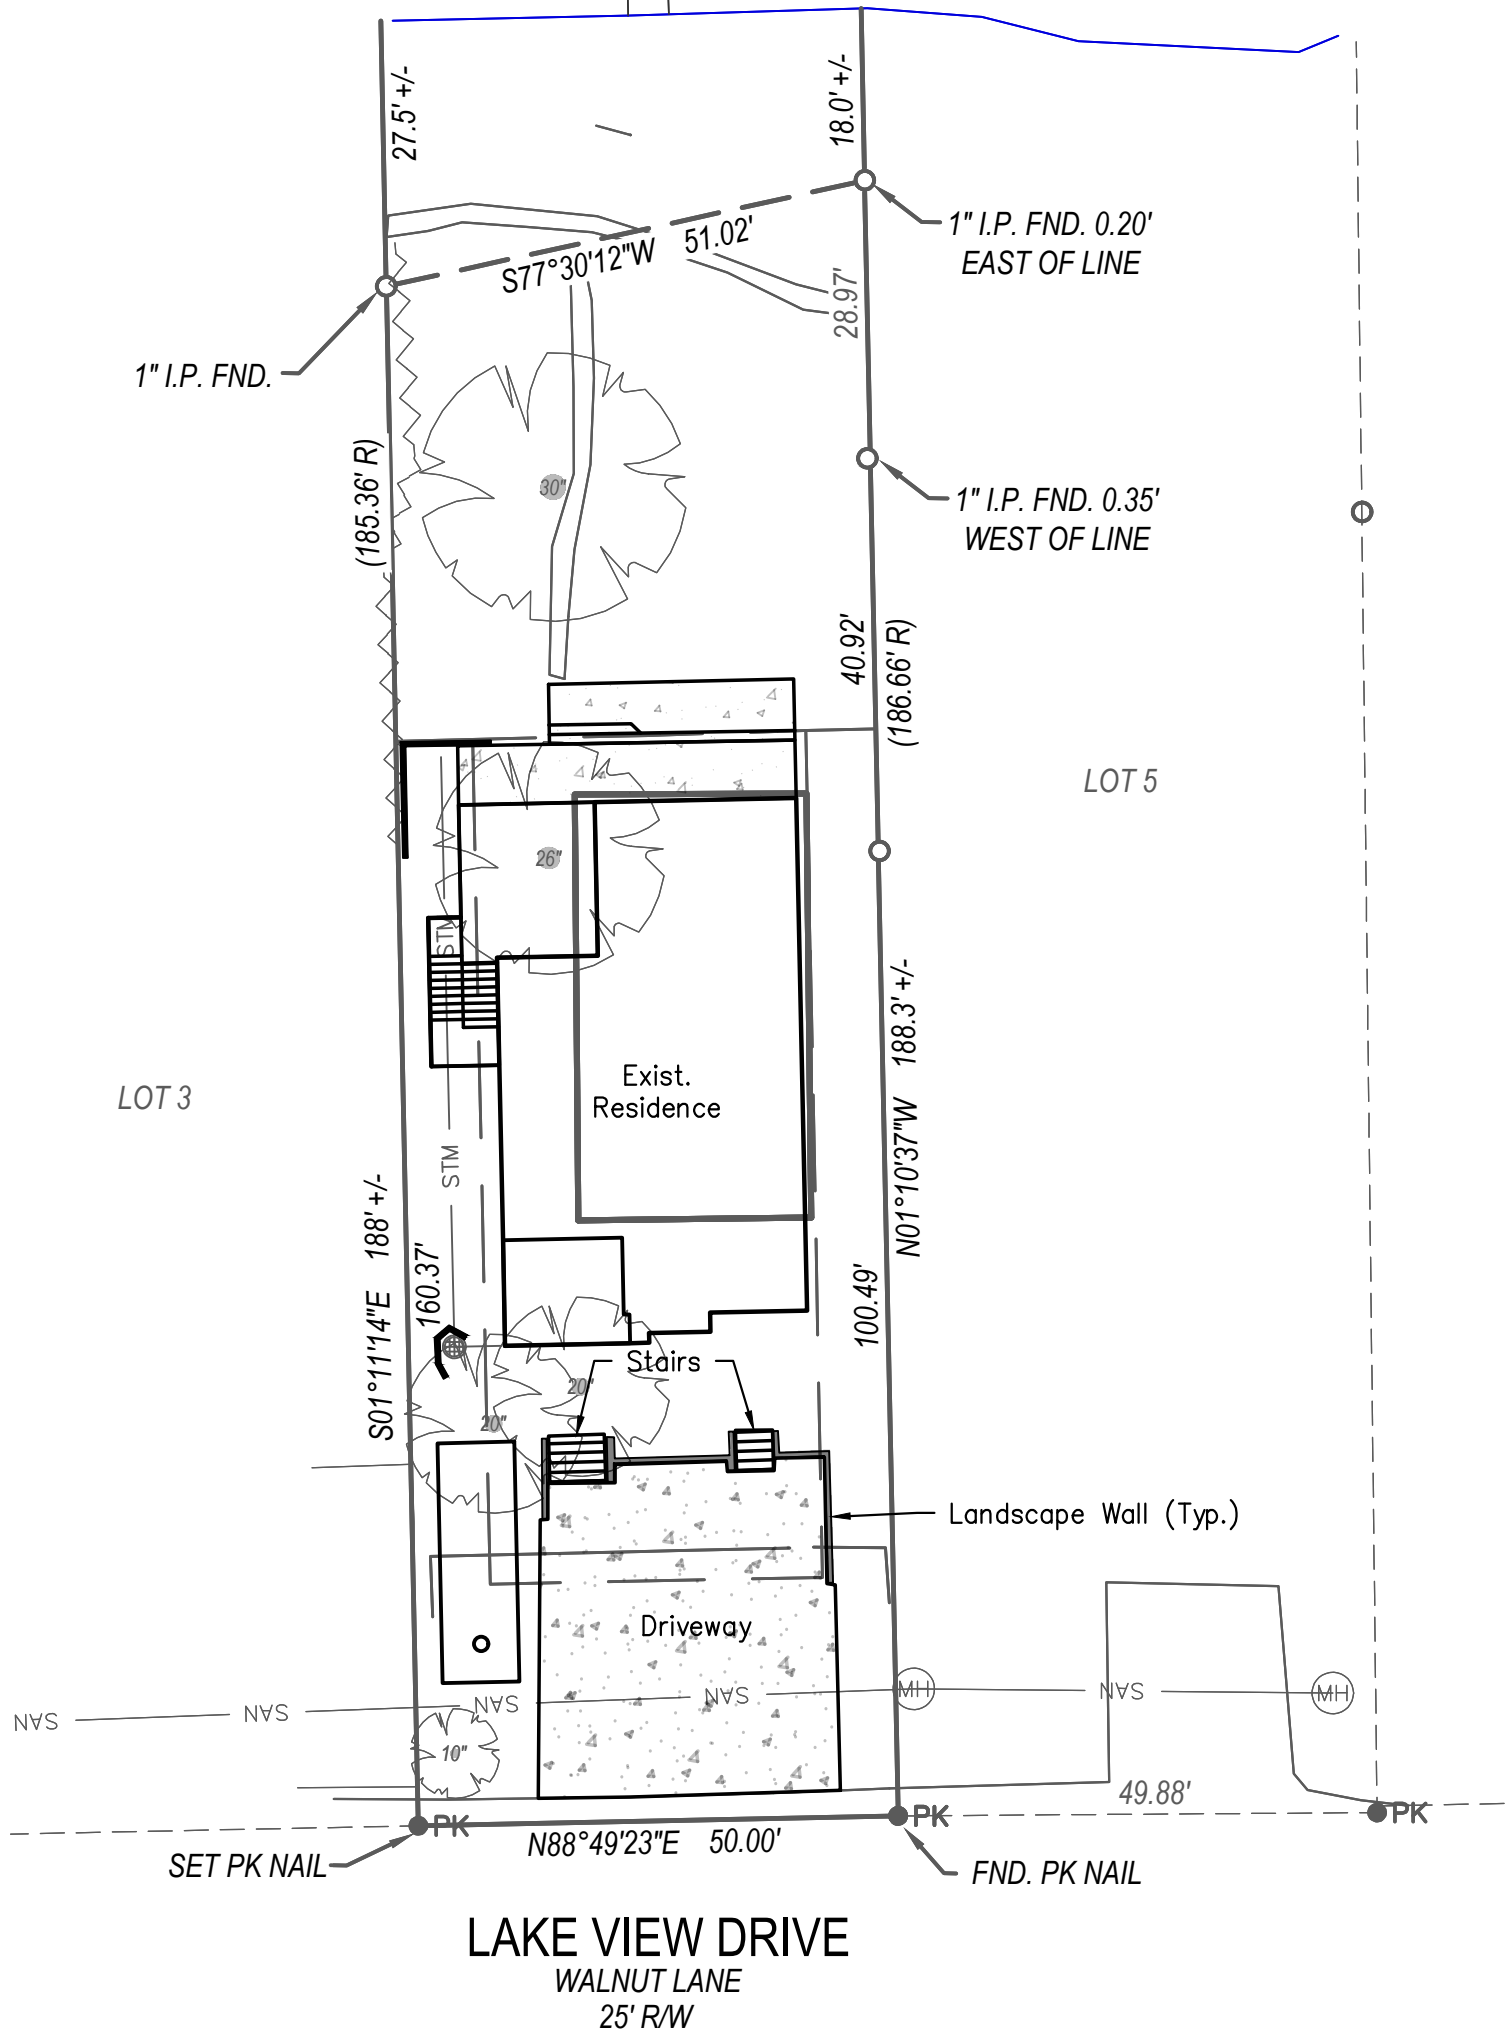 27.5' +/-
18.0' +/-
1" I.P. FND. 0.20'
EAST OF LINE
S77°30'12"W 51.02'
28.97'
1" I.P. FND.
(185.36' R)
30"
1" I.P. FND. 0.35'
WEST OF LINE
40.92'
(186.66' R)
LOT 5
26"
STM
188.3' +/-
N01°10'37"W
Exist.
Residence
LOT 3
STM
188' +/-
S01°11'14"E
160.37'
100.49'
Stairs
20"
20"
Landscape Wall (Typ.)
Driveway
SAN
SAN
SAN
SAN
MH
SAN
MH
10"
49.88'
PK
PK
PK
N88°49'23"E 50.00'
SET PK NAIL
FND. PK NAIL
LAKE VIEW DRIVE
WALNUT LANE
25' R/W